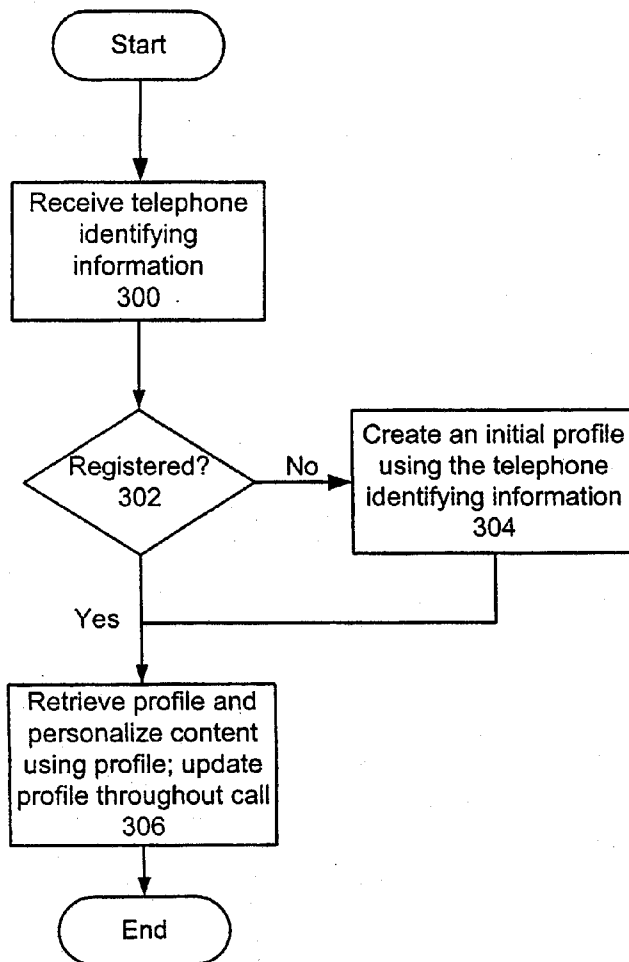 Start
Receive telephone
identifying
information
300
Registered?
302
No
Create an initial profile
using the telephone
identifying information
304
Yes
Retrieve profile and
personalize content
using profile; update
profile throughout call
306
End